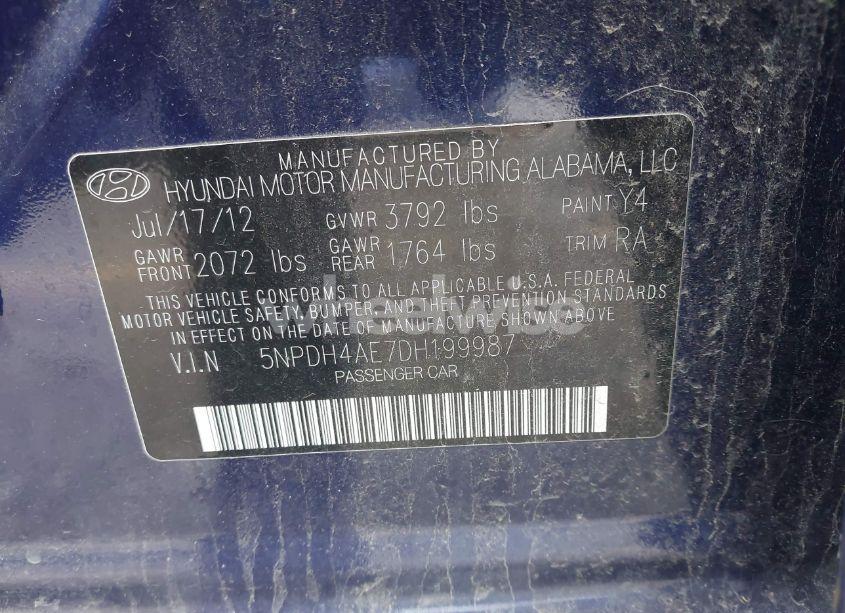 MANUFACTURED BY
HYUNDAI MOTOR MANUFACTURING ALABAMA, LLC
Jul/17/12 GVWR 3792 lbs PAINT Y4
GAWR FRONT 2072 lbs GAWR REAR 1764 lbs TRIM RA
THIS VEHICLE CONFORMS TO ALL APPLICABLE U.S.A. FEDERAL
MOTOR VEHICLE SAFETY, BUMPER, AND THEFT PREVENTION STANDARDS
IN EFFECT ON THE DATE OF MANUFACTURE SHOWN ABOVE
V.I.N 5NPDH4AE7DH199987
PASSENGER CAR
wheelwise